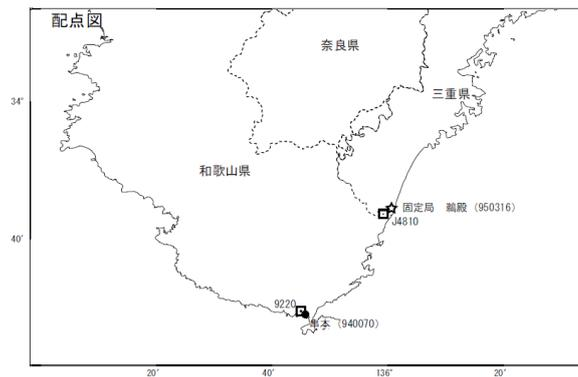 配点図
奈良県
三重県
34'
和歌山県
固定局 鵜殿 (950316)
J4810
40'
9220
串本 (940070)
20'
40'
136'
20'